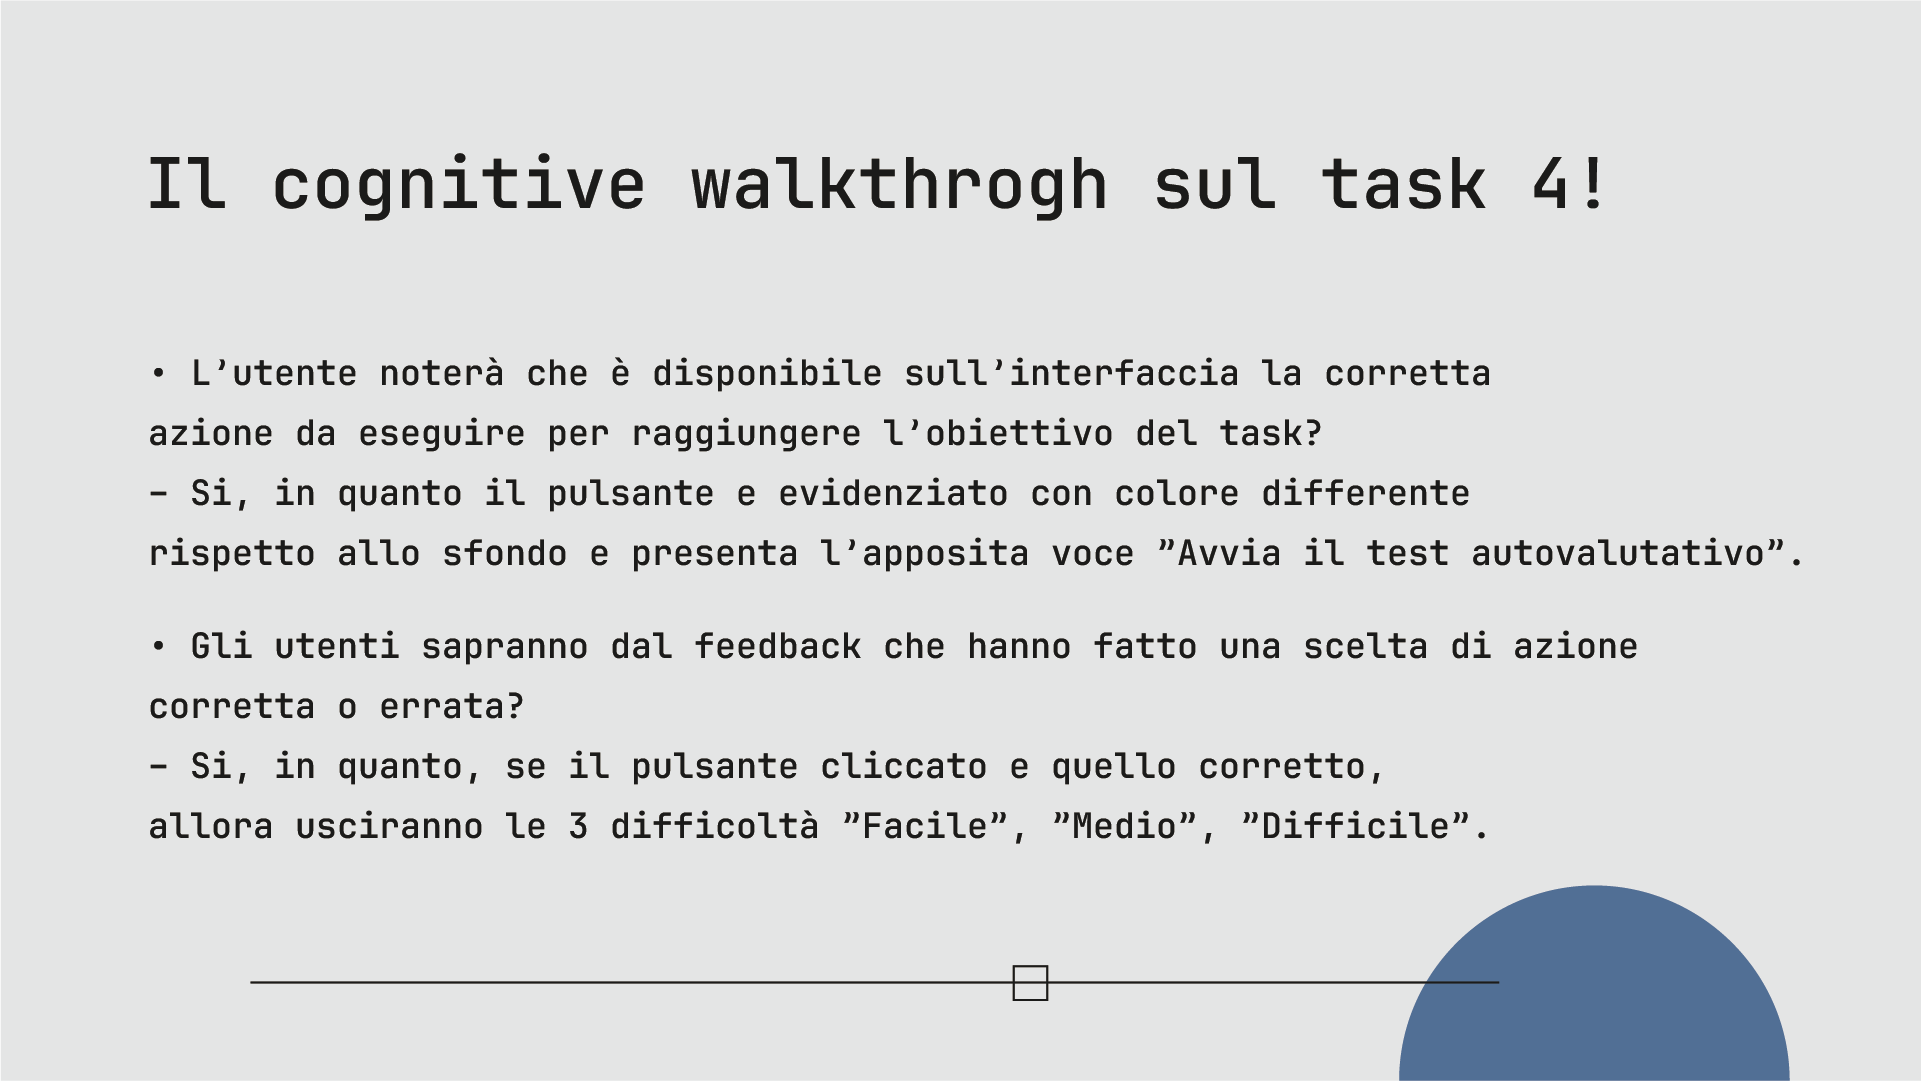 Il cognitive walkthrogh sul task 4!
• L’utente noterà che è disponibile sull’interfaccia la corretta
azione da eseguire per raggiungere l’obiettivo del task?
– Si, in quanto il pulsante e evidenziato con colore differente
rispetto allo sfondo e presenta l’apposita voce ”Avvia il test autovalutativo”.
• Gli utenti sapranno dal feedback che hanno fatto una scelta di azione
corretta o errata?
– Si, in quanto, se il pulsante cliccato e quello corretto,
allora usciranno le 3 difficoltà ”Facile”, ”Medio”, ”Difficile”.